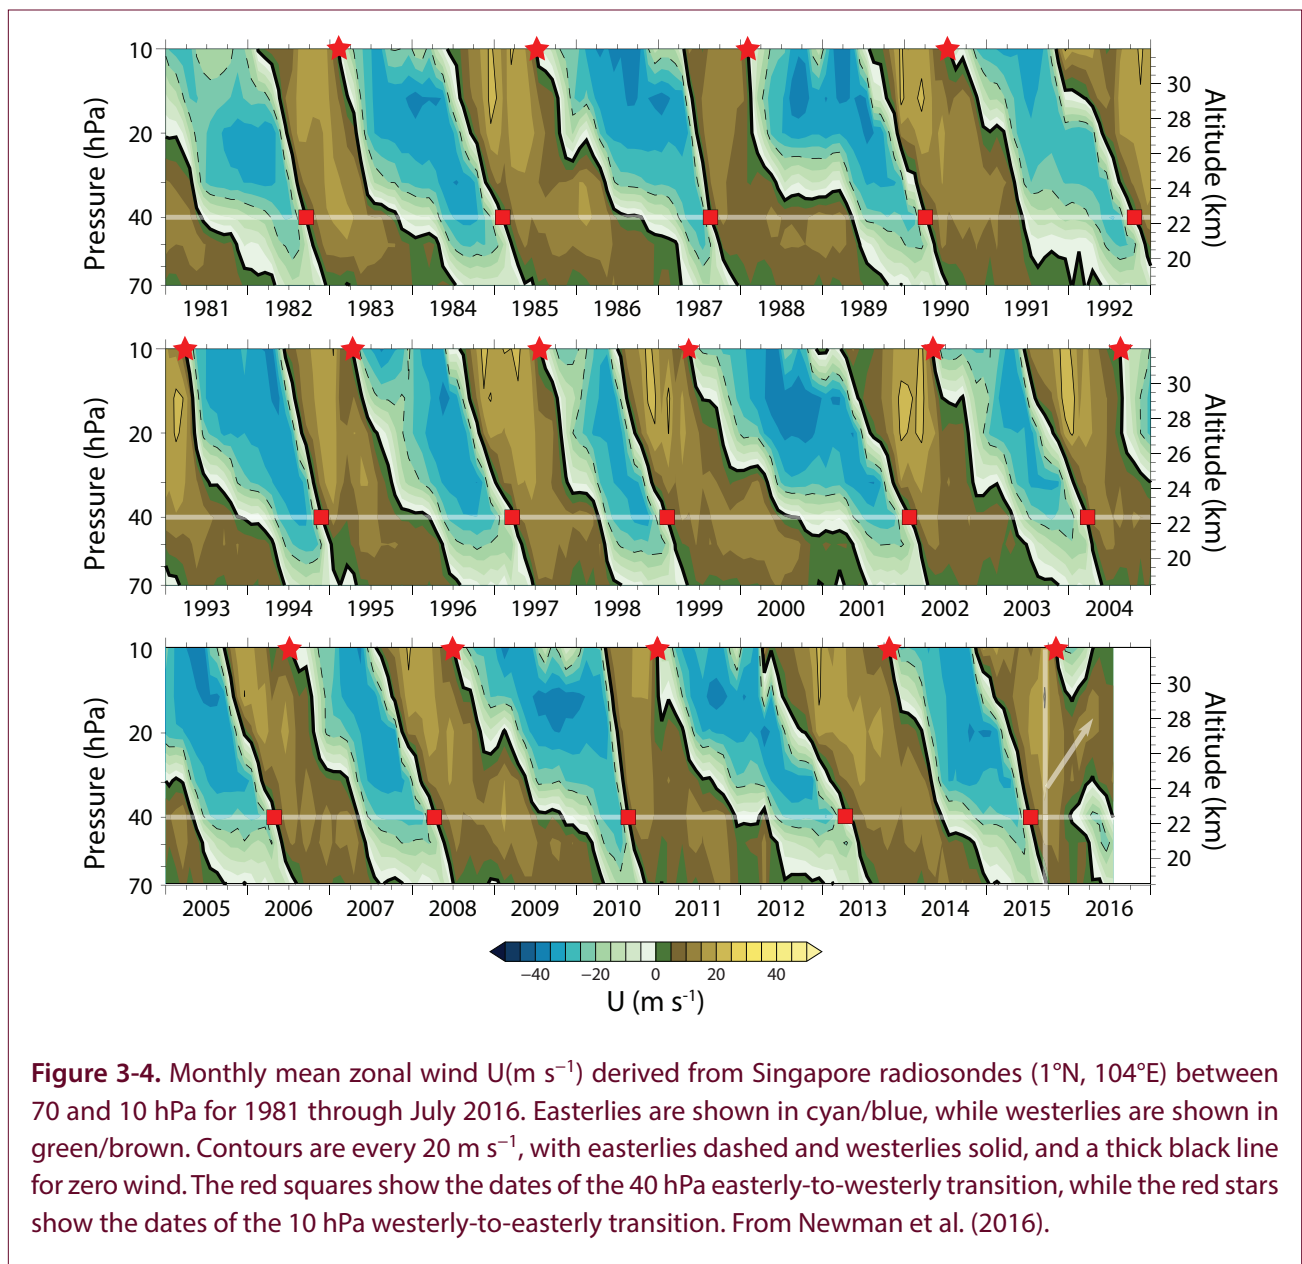 10
20
40
70
Pressure (hPa)
30
28
26
24
22
20
Altitude (km)
1981 1982 1983 1984 1985 1986 1987 1988 1989 1990 1991 1992
10
20
40
70
Pressure (hPa)
30
28
26
24
22
20
Altitude (km)
1993 1994 1995 1996 1997 1998 1999 2000 2001 2002 2003 2004
10
20
40
70
Pressure (hPa)
30
28
26
24
22
20
Altitude (km)
2005 2006 2007 2008 2009 2010 2011 2012 2013 2014 2015 2016
−40 −20 0 20 40
U (m s⁻¹)
Figure 3-4. Monthly mean zonal wind U(m s⁻¹) derived from Singapore radiosondes (1°N, 104°E) between
70 and 10 hPa for 1981 through July 2016. Easterlies are shown in cyan/blue, while westerlies are shown in
green/brown. Contours are every 20 m s⁻¹, with easterlies dashed and westerlies solid, and a thick black line
for zero wind. The red squares show the dates of the 40 hPa easterly-to-westerly transition, while the red stars
show the dates of the 10 hPa westerly-to-easterly transition. From Newman et al. (2016).